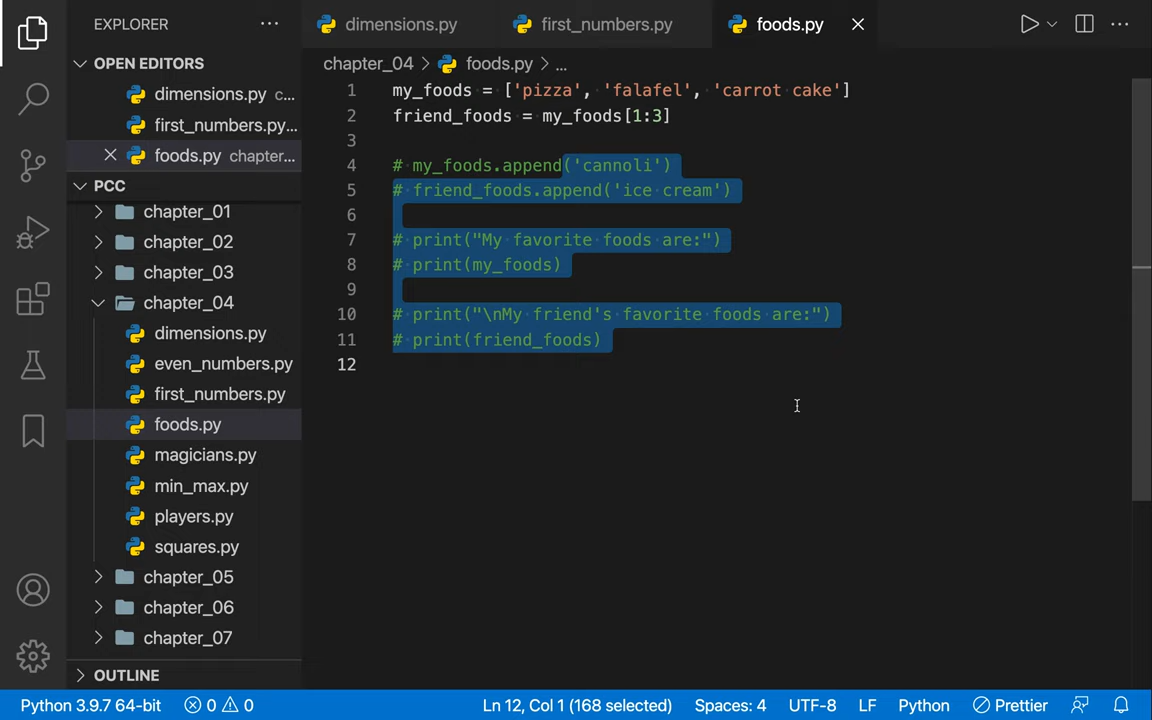 EXPLORER ···
OPEN EDITORS
dimensions.py c...
first_numbers.py...
foods.py chapter...
PCC
chapter_01
chapter_02
chapter_03
chapter_04
dimensions.py
even_numbers.py
first_numbers.py
foods.py
magicians.py
min_max.py
players.py
squares.py
chapter_05
chapter_06
chapter_07
OUTLINE
dimensions.py first_numbers.py foods.py
chapter_04 > foods.py > ...
1 my_foods = ['pizza', 'falafel', 'carrot cake']
2 friend_foods = my_foods[1:3]
3
4 # my_foods.append('cannoli')
5 # friend_foods.append('ice cream')
6
7 # print("My favorite foods are:")
8 # print(my_foods)
9
10 # print("\nMy friend's favorite foods are:")
11 # print(friend_foods)
12
Python 3.9.7 64-bit 0 0 Ln 12, Col 1 (168 selected) Spaces: 4 UTF-8 LF Python Prettier